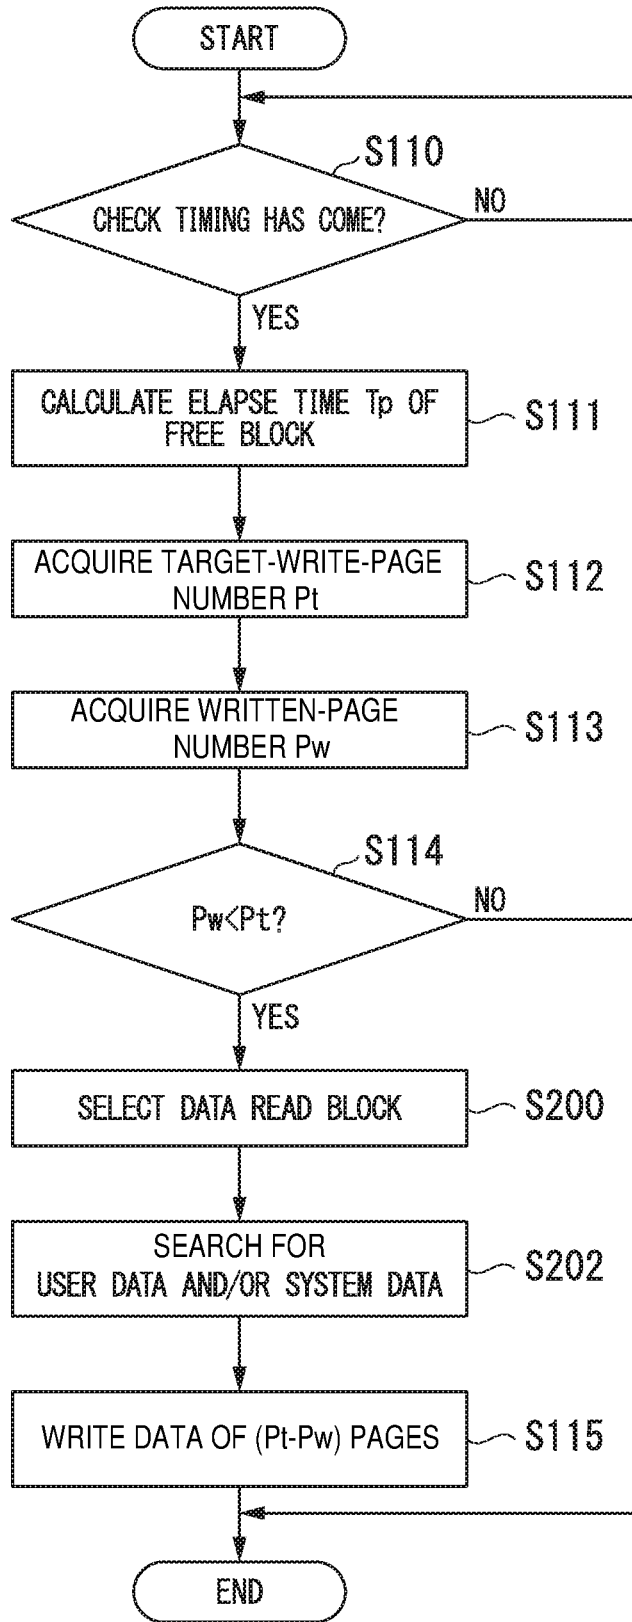 START
S110
CHECK TIMING HAS COME?
NO
YES
CALCULATE ELAPSE TIME Tp OF
FREE BLOCK
S111
ACQUIRE TARGET-WRITE-PAGE
NUMBER Pt
S112
ACQUIRE WRITTEN-PAGE
NUMBER Pw
S113
S114
Pw<Pt?
NO
YES
SELECT DATA READ BLOCK
S200
SEARCH FOR
USER DATA AND/OR SYSTEM DATA
S202
WRITE DATA OF (Pt-Pw) PAGES
S115
END